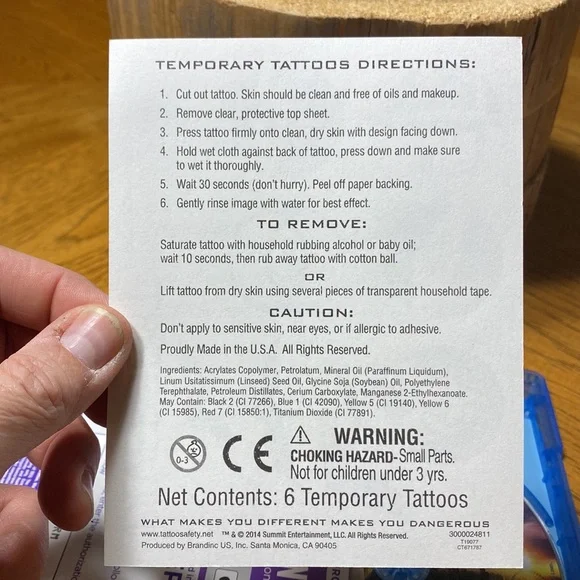 TEMPORARY TATTOOS DIRECTIONS:
1. Cut out tattoo. Skin should be clean and free of oils and makeup.
2. Remove clear, protective top sheet.
3. Press tattoo firmly onto clean, dry skin with design facing down.
4. Hold wet cloth against back of tattoo, press down and make sure
to wet it thoroughly.
5. Wait 30 seconds (don't hurry). Peel off paper backing.
6. Gently rinse image with water for best effect.
TO REMOVE:
Saturate tattoo with household rubbing alcohol or baby oil;
wait 10 seconds, then rub away tattoo with cotton ball.
OR
Lift tattoo from dry skin using several pieces of transparent household tape.
CAUTION:
Don't apply to sensitive skin, near eyes, or if allergic to adhesive.
Proudly Made in the U.S.A. All Rights Reserved.
Ingredients: Acrylates Copolymer, Petrolatum, Mineral Oil (Paraffinum Liquidum),
Linum Usitatissimum (Linseed) Seed Oil, Glycine Soja (Soybean) Oil, Polyethylene
Terephthalate, Petroleum Distillates, Cerium Carboxylate, Manganese 2-Ethylhexanoate.
May Contain: Black 2 (CI 77266), Blue 1 (CI 42090), Yellow 5 (CI 19140), Yellow 6
(CI 15985), Red 7 (CI 15850:1), Titanium Dioxide (CI 77891).
0-3
CE
WARNING:
CHOKING HAZARD-Small Parts.
Not for children under 3 yrs.
Net Contents: 6 Temporary Tattoos
WHAT MAKES YOU DIFFERENT MAKES YOU DANGEROUS
www.tattoosafety.net ™ & © 2014 Summit Entertainment, LLC. All Rights Reserved. 3000024811
Produced by Brandinc US, Inc. Santa Monica, CA 90405
T19077
CT671787